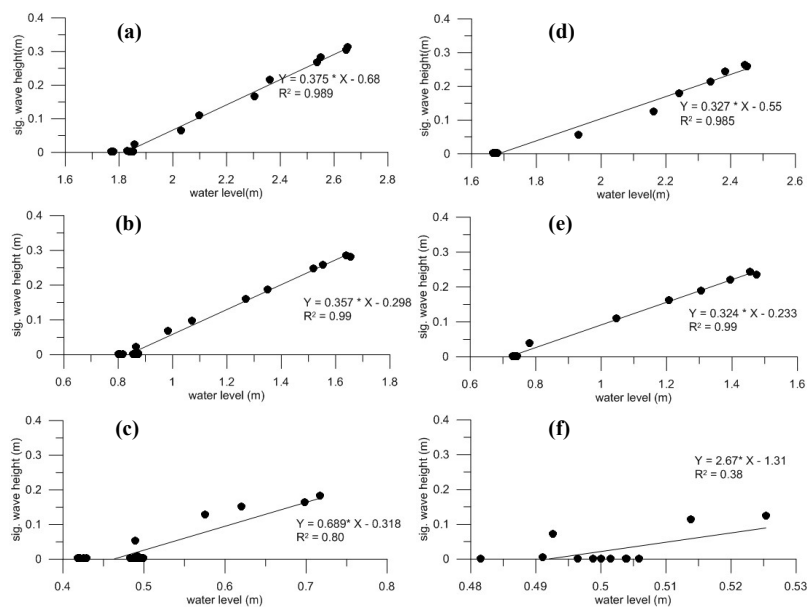 (a)
sig. wave height(m)
0.4
0.3
0.2
0.1
0
Y = 0.375 * X - 0.68
R² = 0.989
1.6 1.8 2 2.2 2.4 2.6 2.8
water level(m)
(d)
sig. wave height (m)
0.4
0.3
0.2
0.1
0
Y = 0.327 * X - 0.55
R² = 0.985
1.6 1.8 2 2.2 2.4 2.6
water level(m)
(b)
sig. wave height (m)
0.4
0.3
0.2
0.1
0
Y = 0.357 * X - 0.298
R² = 0.99
0.6 0.8 1 1.2 1.4 1.6 1.8
water level (m)
(e)
sig. wave height (m)
0.4
0.3
0.2
0.1
0
Y = 0.324 * X - 0.233
R² = 0.99
0.6 0.8 1 1.2 1.4 1.6
water level (m)
(c)
sig. wave height (m)
0.4
0.3
0.2
0.1
0
Y = 0.689* X - 0.318
R² = 0.80
0.4 0.5 0.6 0.7 0.8
water level (m)
(f)
sig. wave height (m)
0.4
0.3
0.2
0.1
0
Y = 2.67* X - 1.31
R² = 0.38
0.48 0.49 0.5 0.51 0.52 0.53
water level (m)